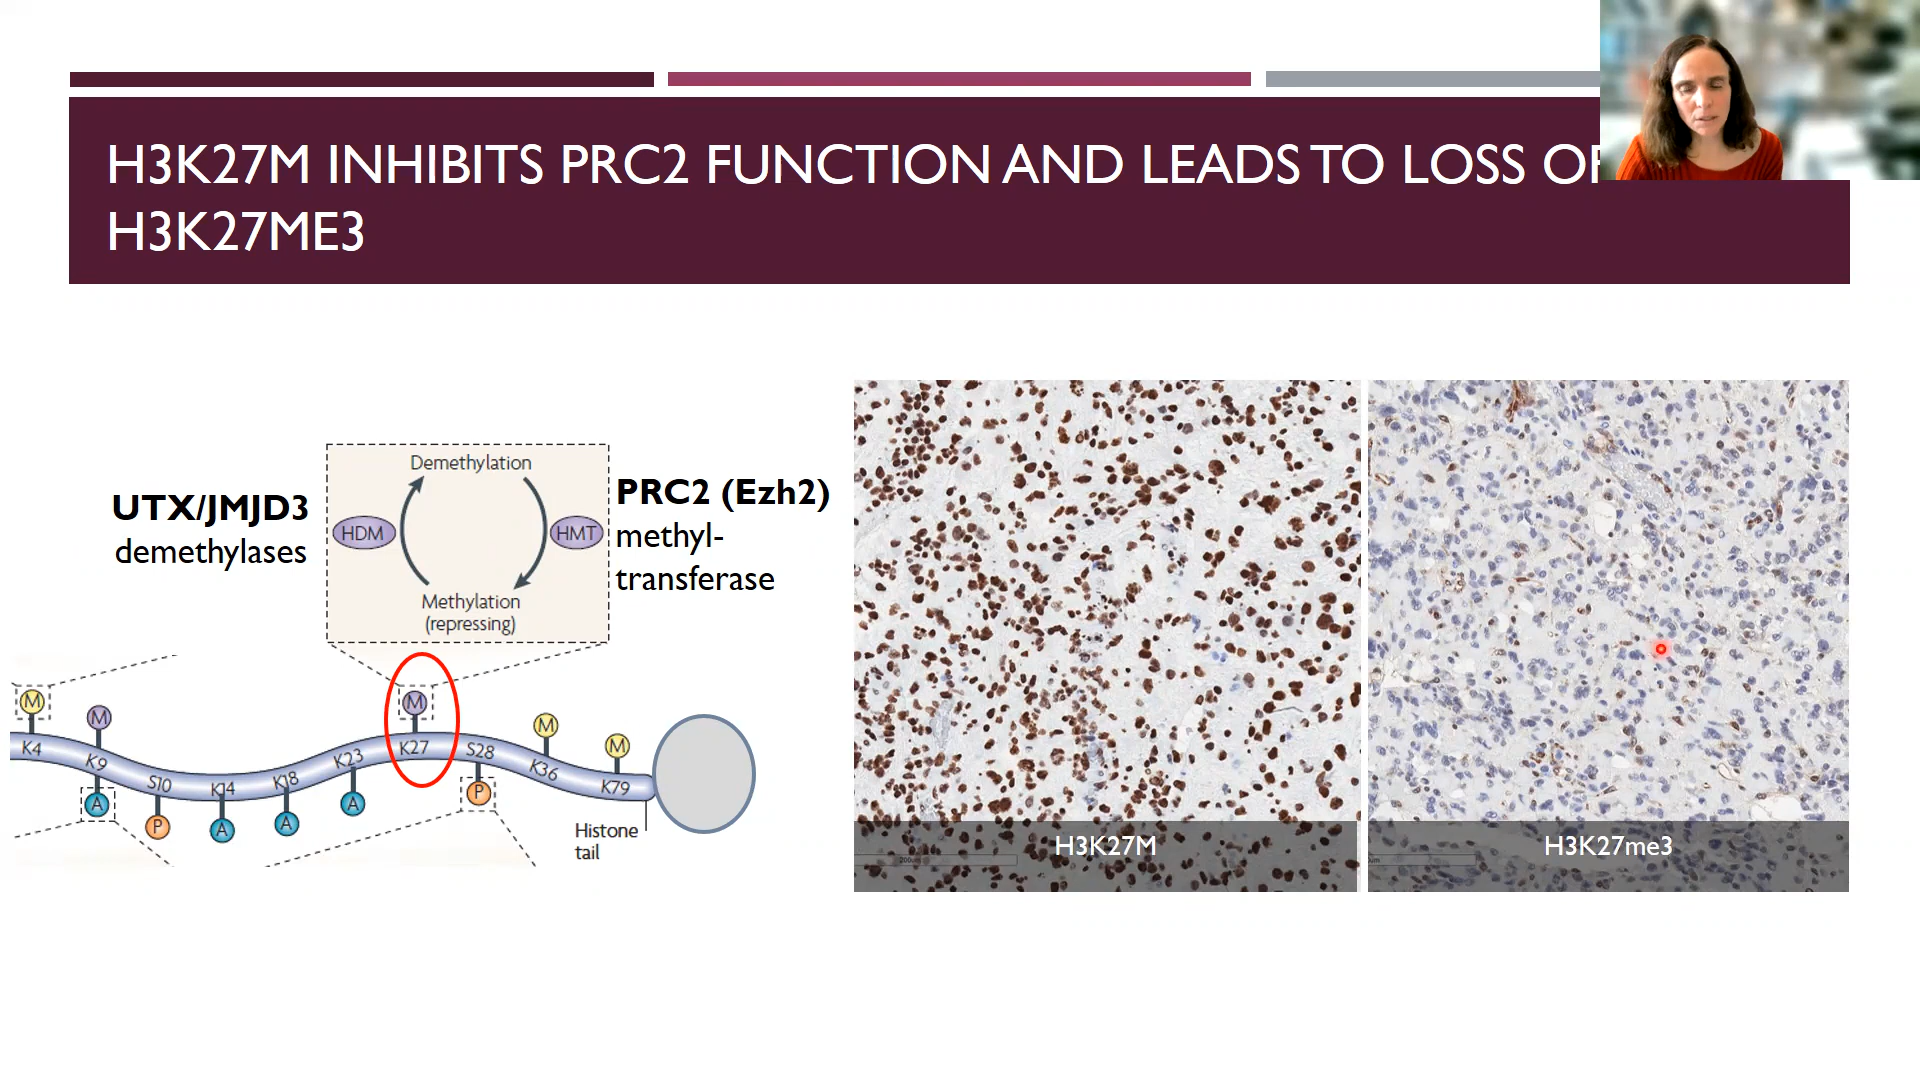 H3K27M INHIBITS PRC2 FUNCTION AND LEADS TO LOSS OF
H3K27ME3
UTX/JMJD3
demethylases
Demethylation
HDM
HMT
Methylation
(repressing)
PRC2 (Ezh2)
methyl-
transferase
M
M
M
M
M
K4
K9
S10
K14
K18
K23
K27
S28
K36
K79
A
P
A
A
A
P
Histone
tail
H3K27M
H3K27me3